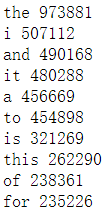 the 973881
i 507112
and 490168
it 480288
a 456669
to 454898
is 321269
this 262290
of 238361
for 235226